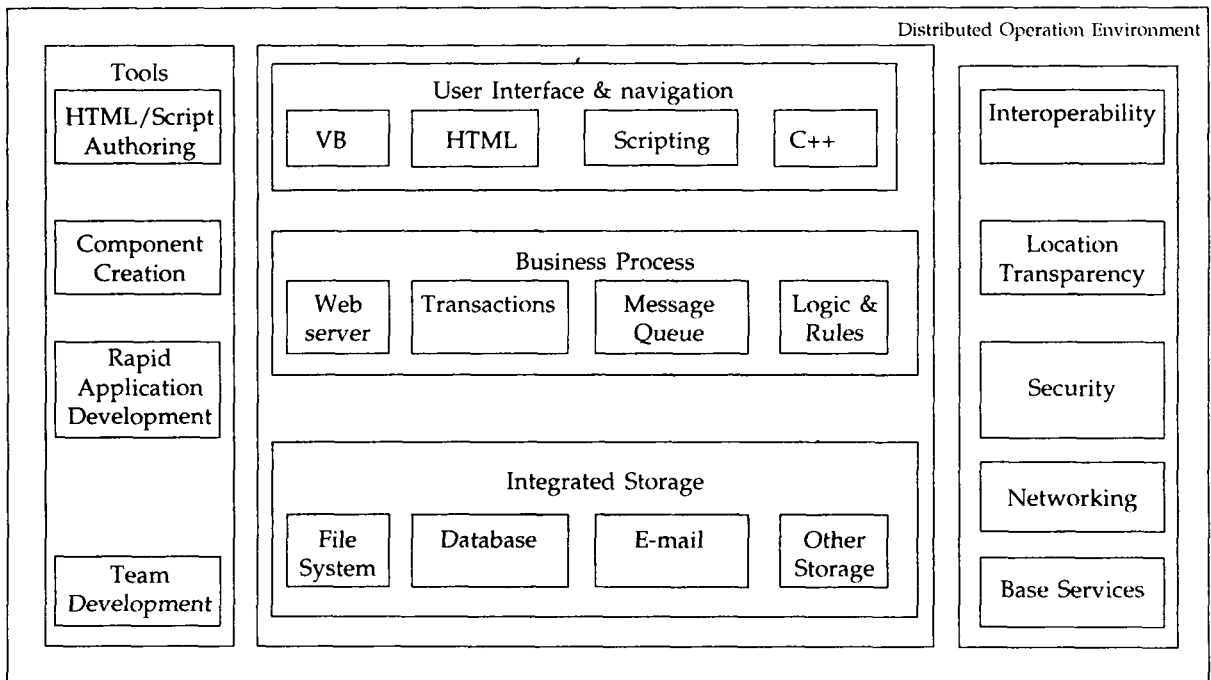 Distributed Operation Environment
Tools
HTML/Script
Authoring
Component
Creation
Rapid
Application
Development
Team
Development
User Interface & navigation
VB
HTML
Scripting
C++
Business Process
Web
server
Transactions
Message
Queue
Logic &
Rules
Integrated Storage
File
System
Database
E-mail
Other
Storage
Interoperability
Location
Transparency
Security
Networking
Base Services